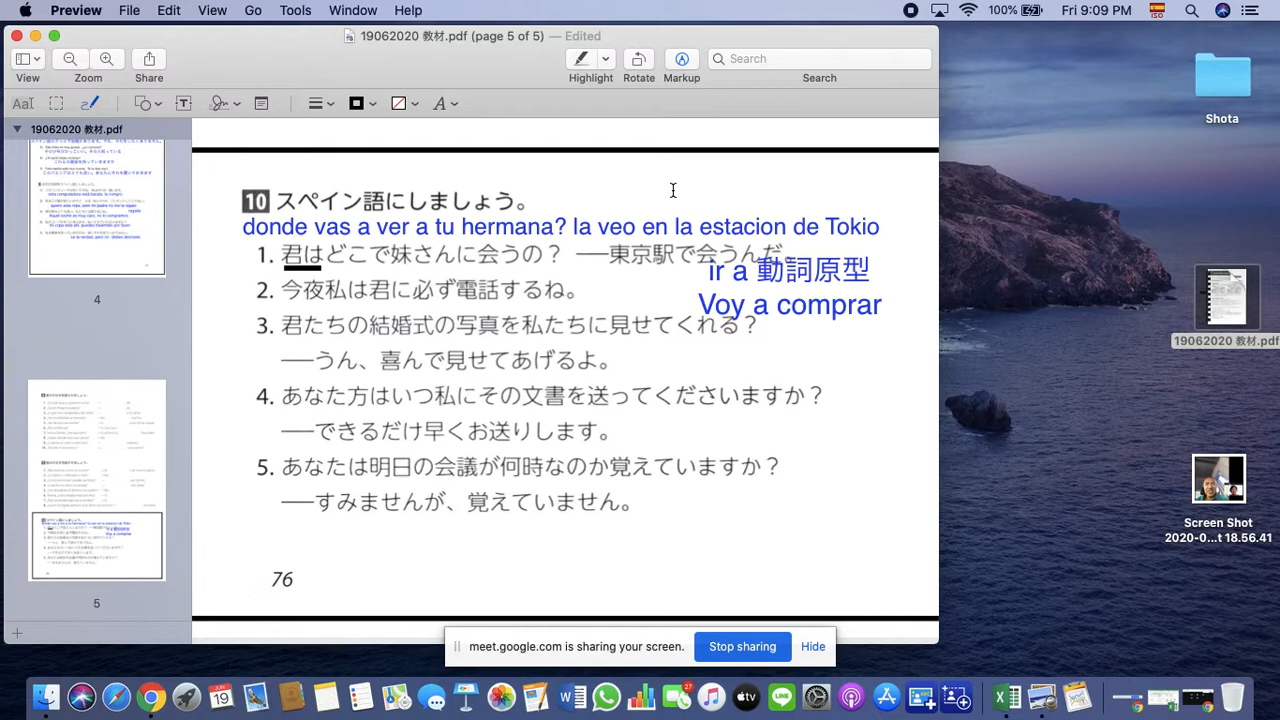 Preview File Edit View Go Tools Window Help 100% Fri 9:09 PM
19062020 教材.pdf (page 5 of 5) — Edited
View Zoom Share Highlight Rotate Markup Search
Search
19062020 教材.pdf
4
5
10 スペイン語にしましょう。
donde vas a ver a tu hermana? la veo en la estacion de Tokio
1. 君はどこで妹さんに会うの？ ──東京駅で会うんだ。
ir a 動詞原型
2. 今夜私は君に必ず電話するね。
Voy a comprar
3. 君たちの結婚式の写真を私たちに見せてくれる？
──うん、喜んで見せてあげるよ。
4. あなた方はいつ私にその文書を送ってくださいますか？
──できるだけ早くお送りします。
5. あなたは明日の会議が何時なのか覚えていますか？
──すみませんが、覚えていません。
76
meet.google.com is sharing your screen. Stop sharing Hide
Shota
19062020 教材.pdf
2020-0...t 18.56.41